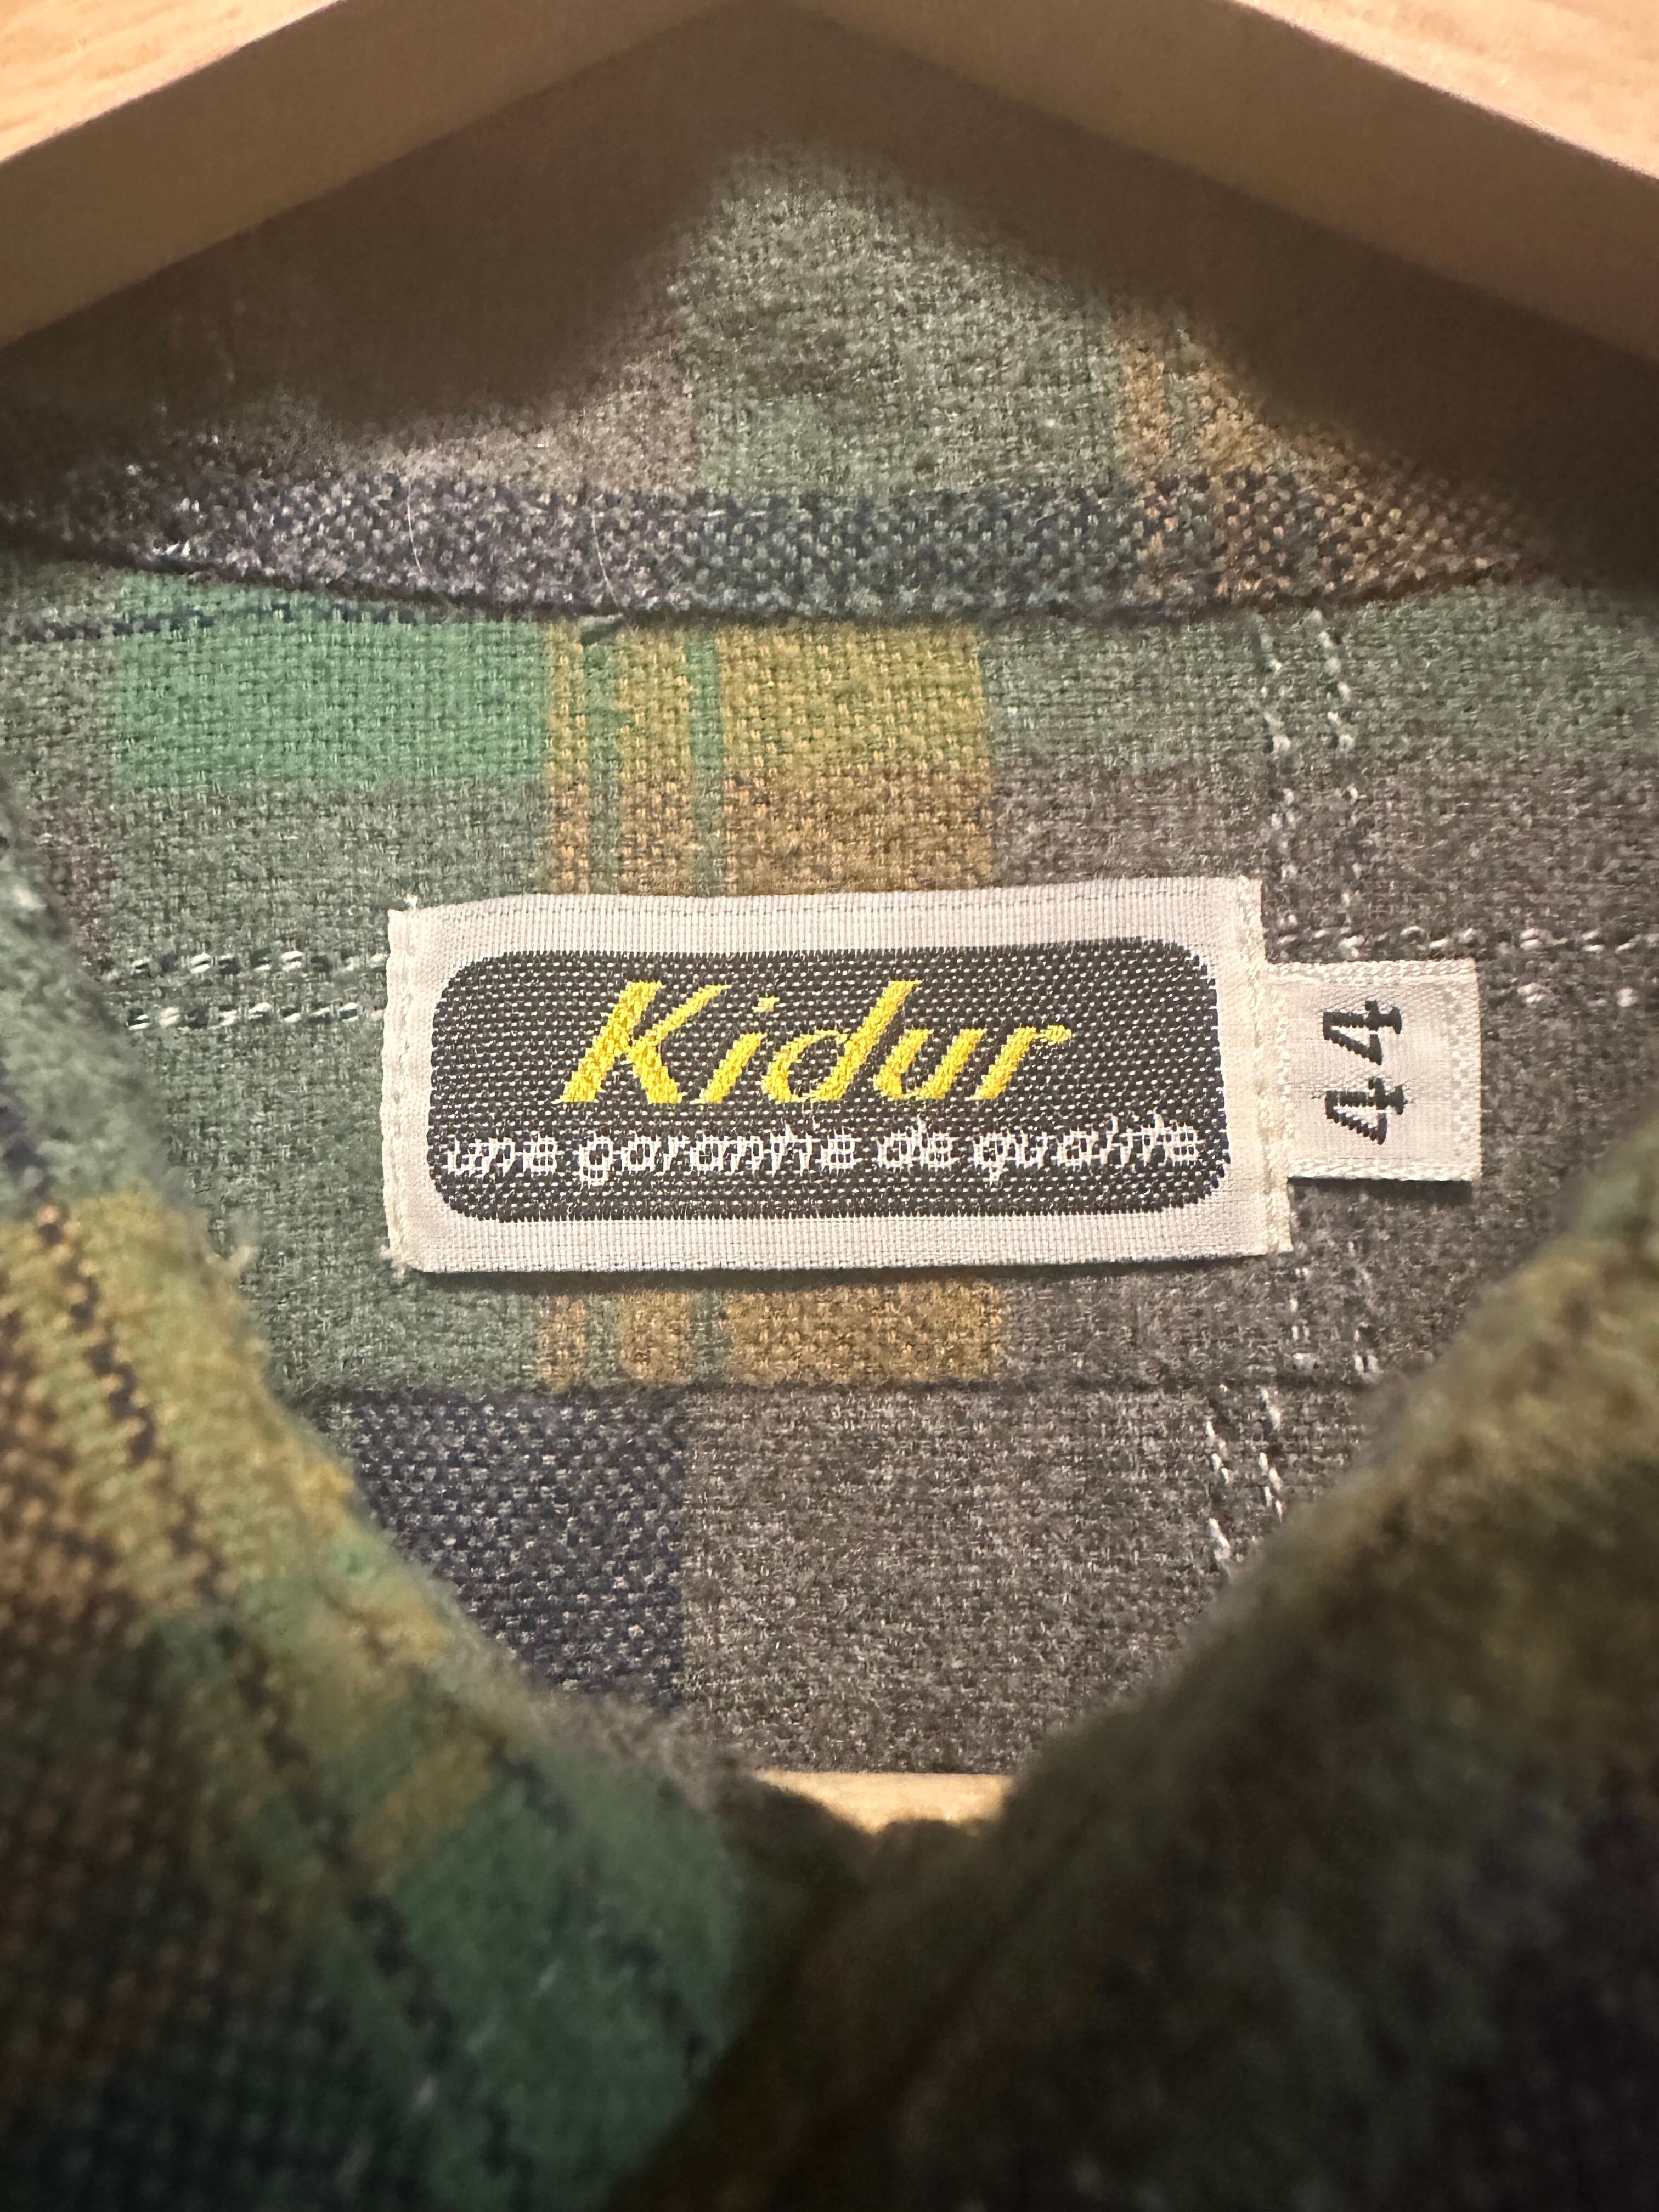 Kidur
une garantie de qualité
44